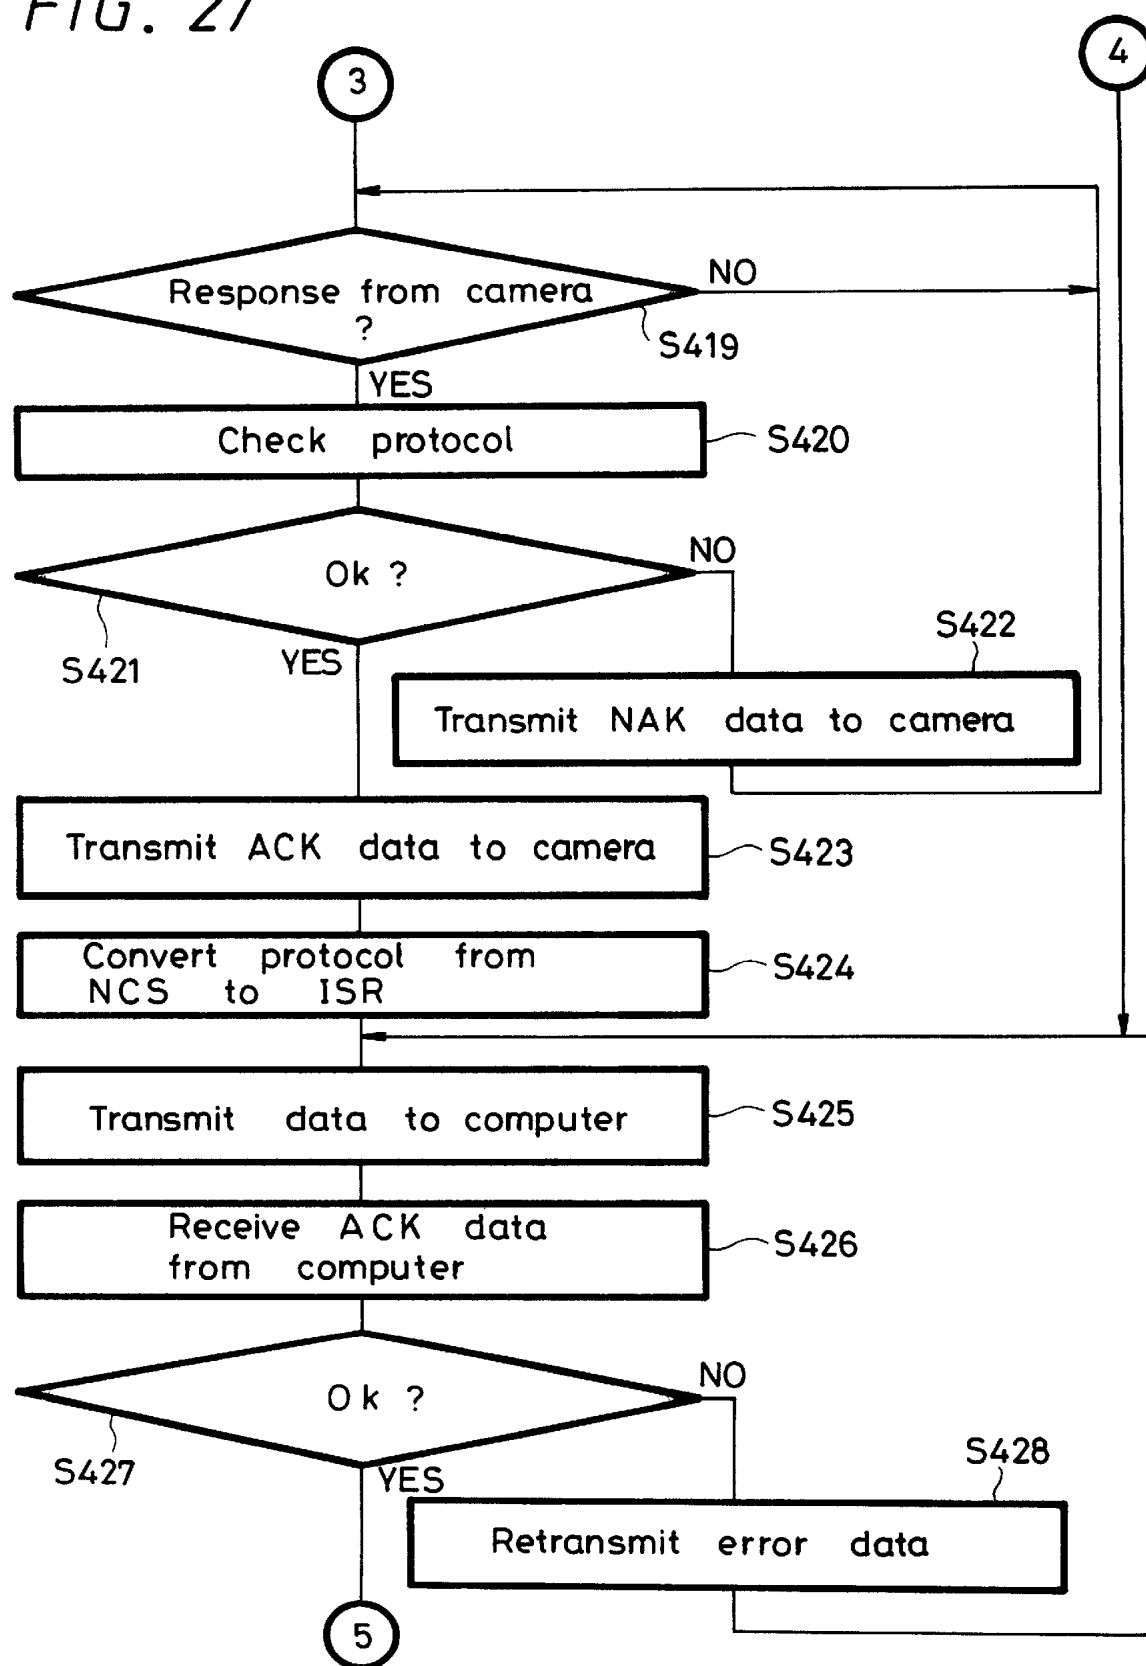 FIG. 27
3
4
Response from camera
?
NO
S419
YES
Check protocol
S420
Ok ?
NO
S421
YES
S422
Transmit NAK data to camera
Transmit ACK data to camera
S423
Convert protocol from
NCS to ISR
S424
Transmit data to computer
S425
Receive ACK data
from computer
S426
Ok ?
NO
S427
YES
S428
Retransmit error data
5